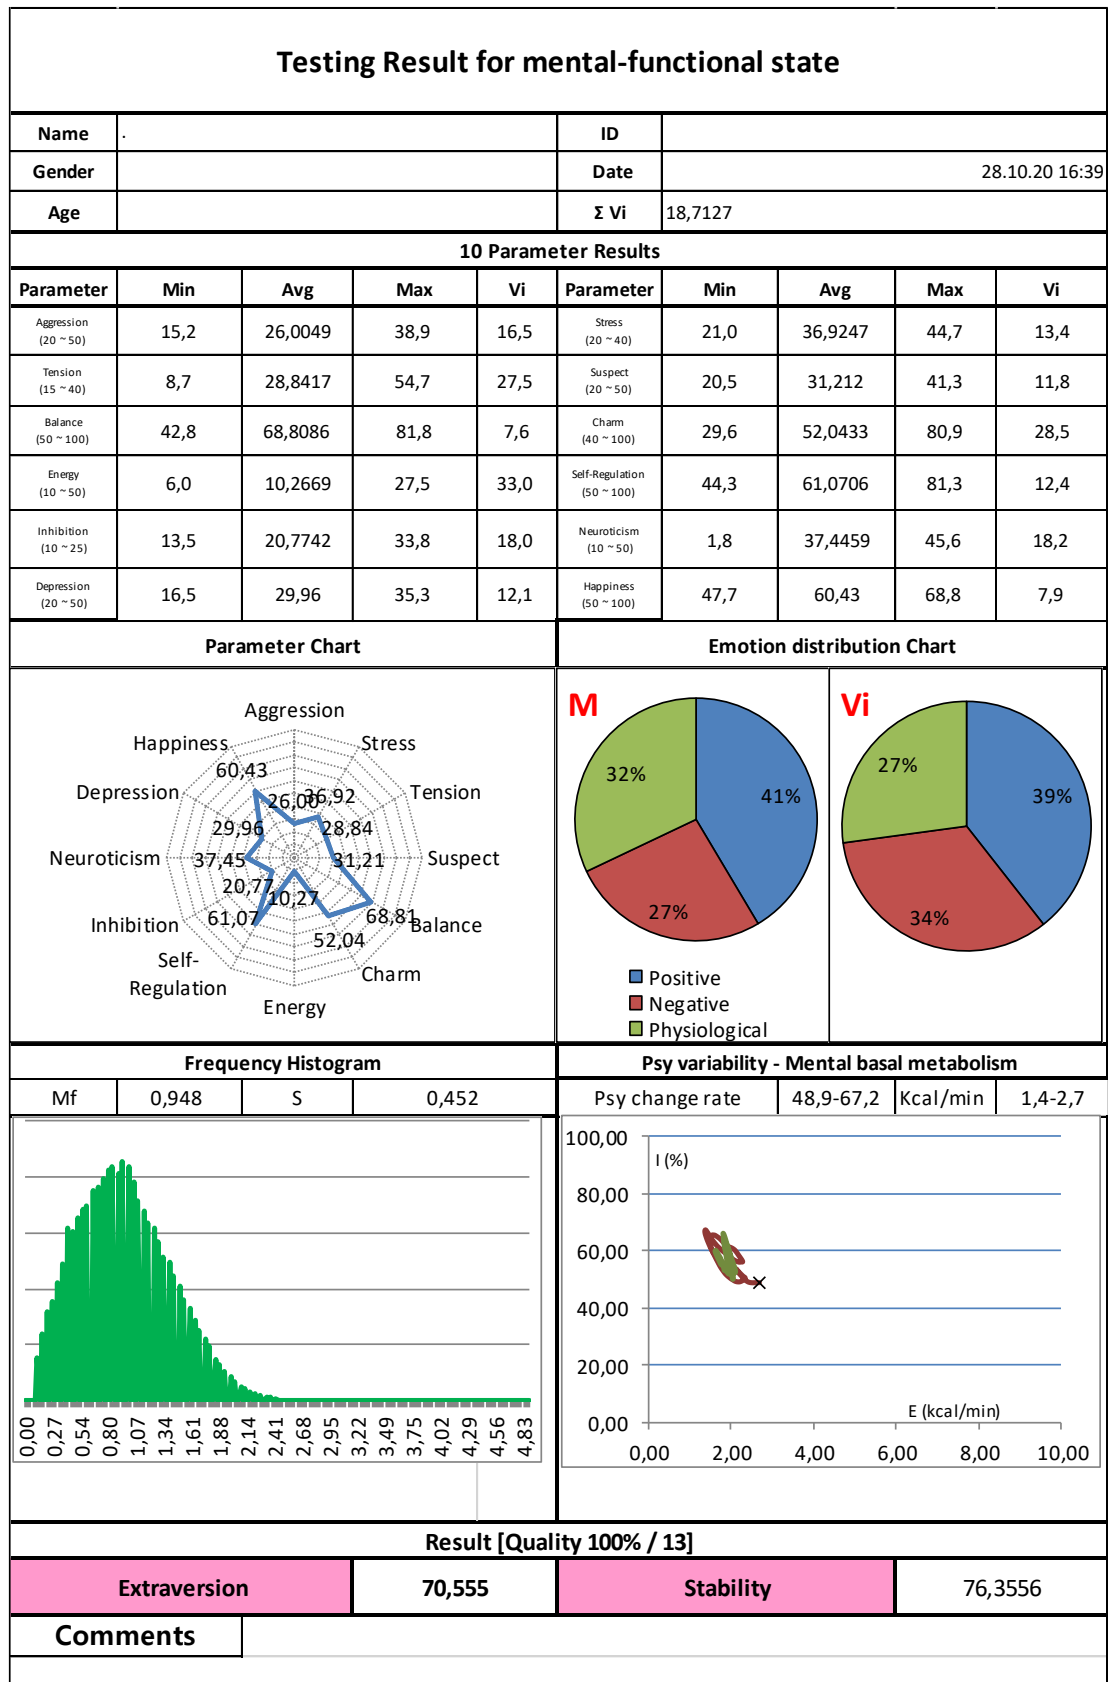 Testing Result for mental-functional state
Name . ID
Gender Date 28.10.20 16:39
Age Σ Vi 18,7127
10 Parameter Results
Parameter Min Avg Max Vi Parameter Min Avg Max Vi
Aggression (20 ~ 50) 15,2 26,0049 38,9 16,5 Stress (20 ~ 40) 21,0 36,9247 44,7 13,4
Tension (15 ~ 40) 8,7 28,8417 54,7 27,5 Suspect (20 ~ 50) 20,5 31,212 41,3 11,8
Balance (50 ~ 100) 42,8 68,8086 81,8 7,6 Charm (40 ~ 100) 29,6 52,0433 80,9 28,5
Energy (10 ~ 50) 6,0 10,2669 27,5 33,0 Self-Regulation (50 ~ 100) 44,3 61,0706 81,3 12,4
Inhibition (10 ~ 25) 13,5 20,7742 33,8 18,0 Neuroticism (10 ~ 50) 1,8 37,4459 45,6 18,2
Depression (20 ~ 50) 16,5 29,96 35,3 12,1 Happiness (50 ~ 100) 47,7 60,43 68,8 7,9
Parameter Chart Emotion distribution Chart
Aggression
Happiness Stress
60,43
26,00 36,92
Depression Tension
29,96 28,84
Neuroticism 37,45 31,21 Suspect
20,77 10,27
Inhibition 61,07 68,81 Balance
52,04
Self-
Regulation
Charm
Energy
M
32%
41%
27%
Positive
Negative
Physiological
Vi
27%
39%
34%
Frequency Histogram Psy variability - Mental basal metabolism
Mf 0,948 S 0,452 Psy change rate 48,9-67,2 Kcal/min 1,4-2,7
0,00 0,27 0,54 0,80 1,07 1,34 1,61 1,88 2,14 2,41 2,68 2,95 3,22 3,49 3,75 4,02 4,29 4,56 4,83
100,00
I (%)
80,00
60,00
40,00
20,00
E (kcal/min)
0,00
0,00 2,00 4,00 6,00 8,00 10,00
Result [Quality 100% / 13]
Extraversion 70,555 Stability 76,3556
Comments